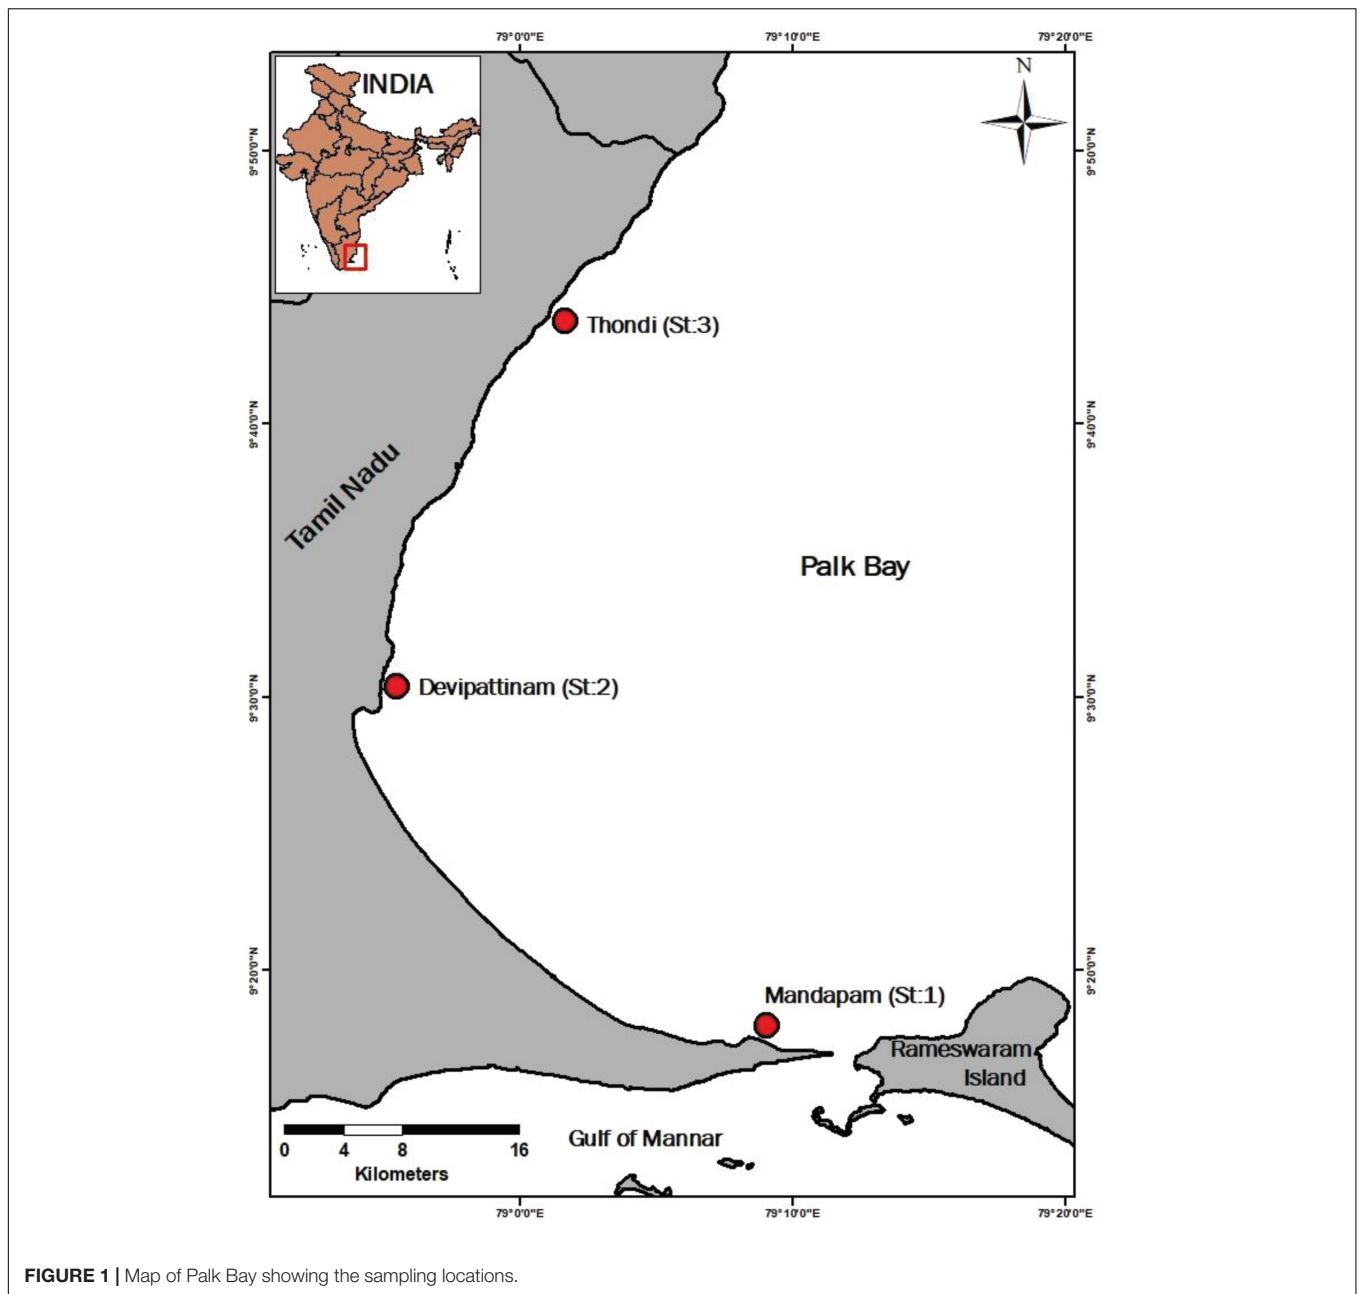 79°0'0"E 79°10'0"E 79°20'0"E
INDIA
N
9°50'0"N 9°50'0"N
Thondi (St:3)
9°40'0"N 9°40'0"N
Tamil Nadu
Palk Bay
Devipattinam (St:2)
9°30'0"N 9°30'0"N
9°20'0"N 9°20'0"N
Mandapam (St:1)
Rameswaram
Island
Gulf of Mannar
0 4 8 16
Kilometers
79°0'0"E 79°10'0"E 79°20'0"E
FIGURE 1 | Map of Palk Bay showing the sampling locations.